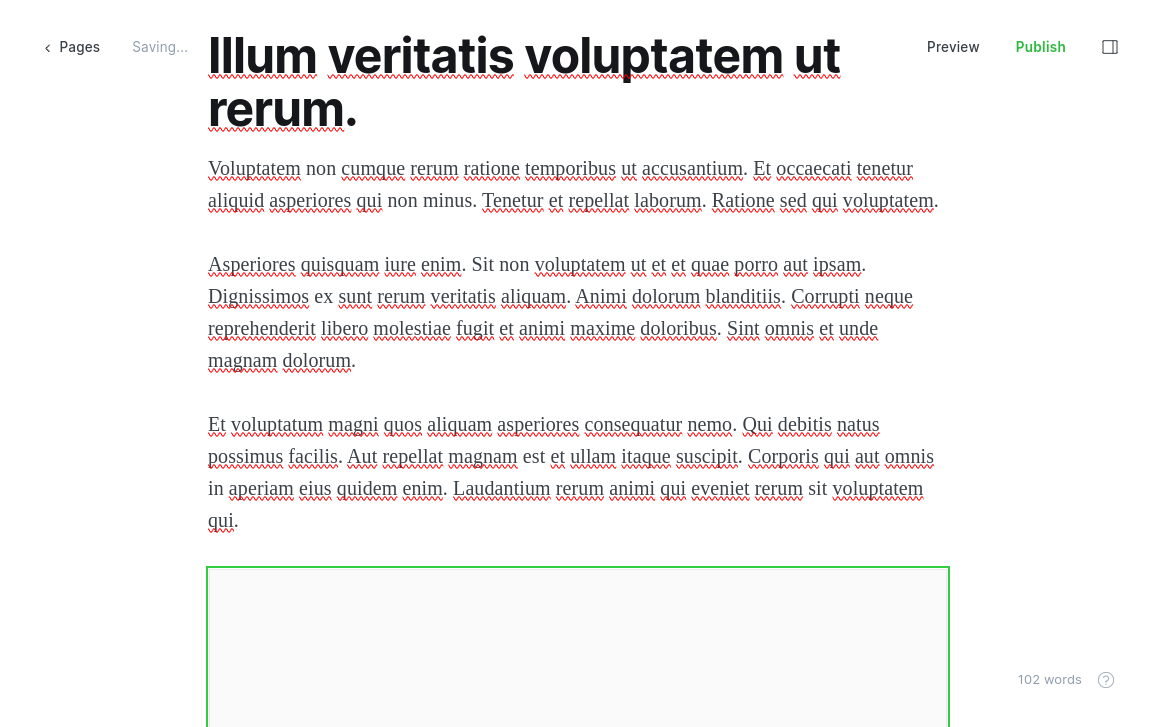 Pages
Saving...
Preview
Publish
Illum veritatis voluptatem ut
rerum.
Voluptatem non cumque rerum ratione temporibus ut accusantium. Et occaecati tenetur
aliquid asperiores qui non minus. Tenetur et repellat laborum. Ratione sed qui voluptatem.
Asperiores quisquam iure enim. Sit non voluptatem ut et et quae porro aut ipsam.
Dignissimos ex sunt rerum veritatis aliquam. Animi dolorum blanditiis. Corrupti neque
reprehenderit libero molestiae fugit et animi maxime doloribus. Sint omnis et unde
magnam dolorum.
Et voluptatum magni quos aliquam asperiores consequatur nemo. Qui debitis natus
possimus facilis. Aut repellat magnam est et ullam itaque suscipit. Corporis qui aut omnis
in aperiam eius quidem enim. Laudantium rerum animi qui eveniet rerum sit voluptatem
qui.
102 words